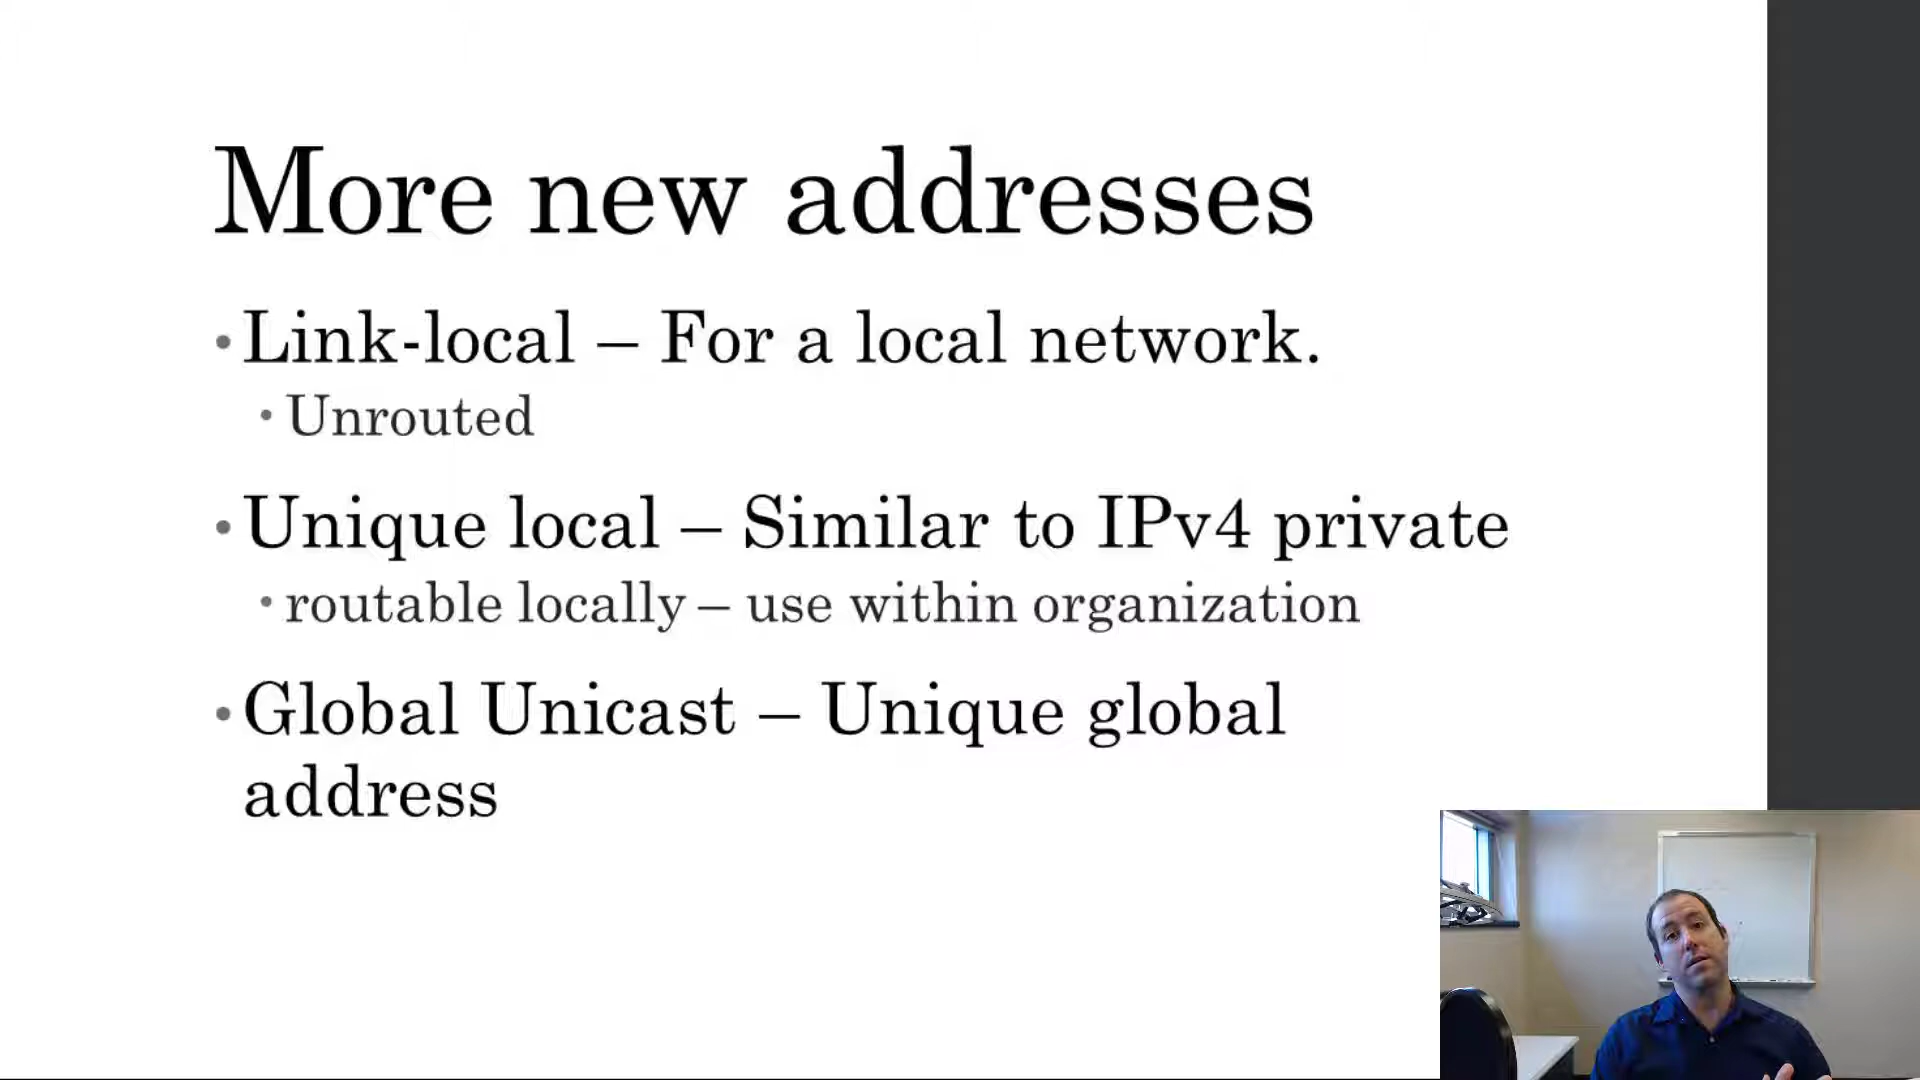 More new addresses
• Link-local – For a local network.
• Unrouted
• Unique local – Similar to IPv4 private
• routable locally – use within organization
• Global Unicast – Unique global
address